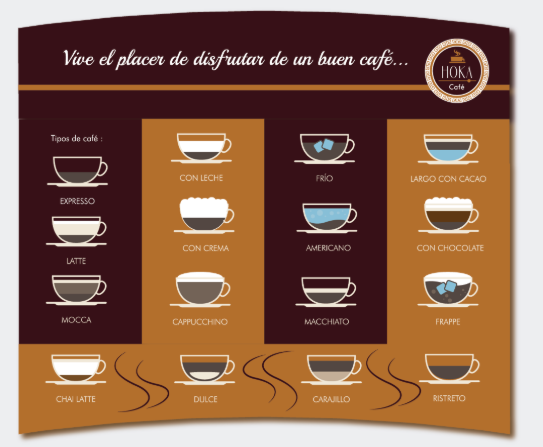 Vive el placer de disfrutar de un buen café...
HOKA
Café
Tipos de café :
EXPRESSO
CON LECHE
FRÍO
LARGO CON CACAO
LATTE
CON CREMA
AMERICANO
CON CHOCOLATE
MOCCA
CAPPUCCHINO
MACCHIATO
FRAPPE
CHAI LATTE
DULCE
CARAJILLO
RISTRETO